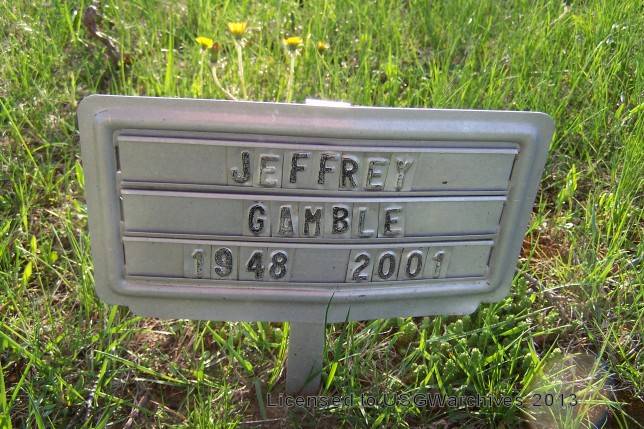 JEFFREY
GAMBLE
1948 2001
Licensed to USGWarchives 2013